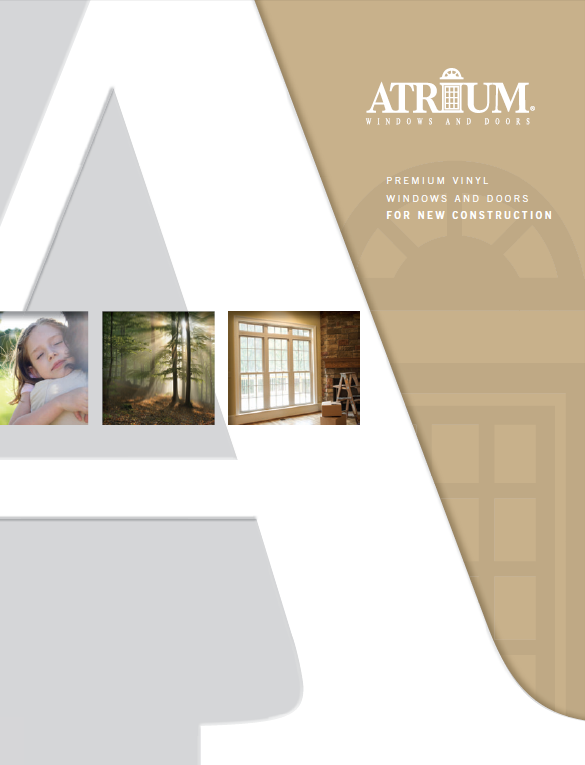 ATRIUM®
WINDOWS AND DOORS
PREMIUM VINYL
WINDOWS AND DOORS
FOR NEW CONSTRUCTION